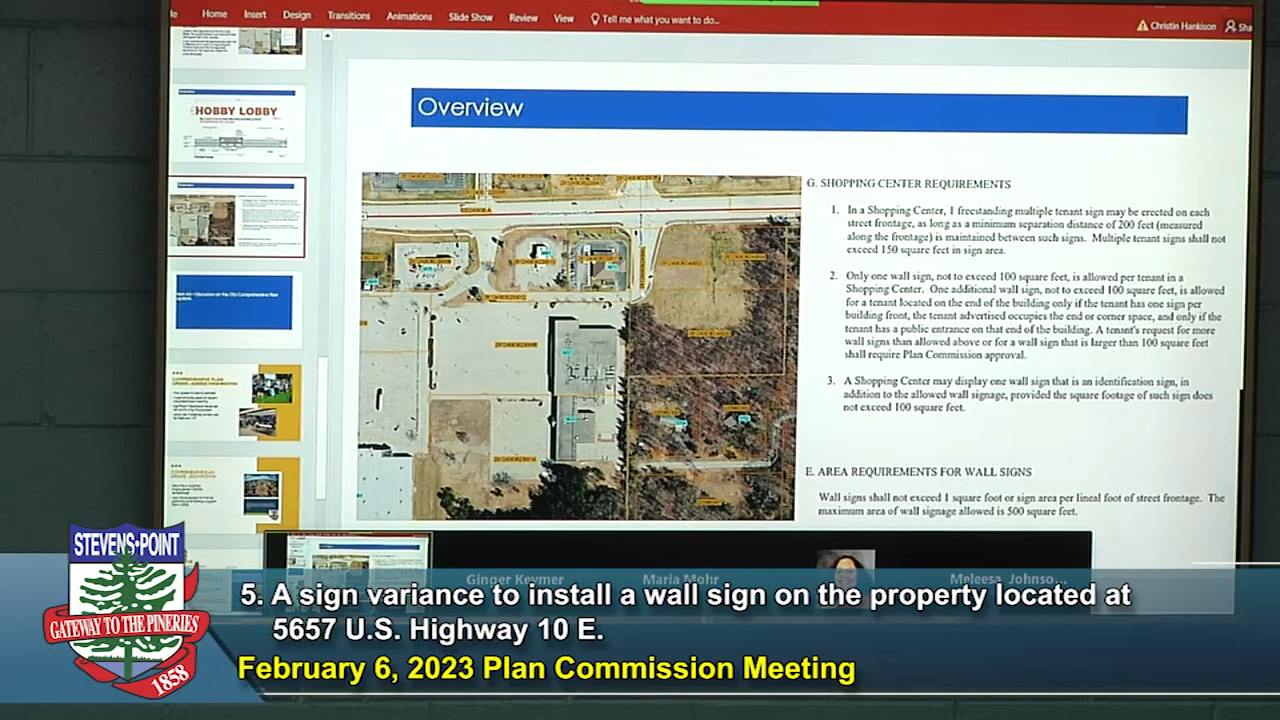 Home Insert Design Transitions Animations Slide Show Review View Tell me what you want to do...
Christin Hankison Sha
HOBBY LOBBY
Overview
G. SHOPPING CENTER REQUIREMENTS
1. In a Shopping Center, 1 freestanding multiple tenant sign may be erected on each
street frontage, as long as a minimum separation distance of 200 feet (measured
along the frontage) is maintained between such signs. Multiple tenant signs shall not
exceed 150 square feet in sign area.
2. Only one wall sign, not to exceed 100 square feet, is allowed per tenant in a
Shopping Center. One additional wall sign, not to exceed 100 square feet, is allowed
for a tenant located on the end of the building only if the tenant has one sign per
building front, the tenant advertised occupies the end or corner space, and only if the
tenant has a public entrance on that end of the building. A tenant's request for more
wall signs than allowed above or for a wall sign that is larger than 100 square feet
shall require Plan Commission approval.
3. A Shopping Center may display one wall sign that is an identification sign, in
addition to the allowed wall signage, provided the square footage of such sign does
not exceed 100 square feet.
E. AREA REQUIREMENTS FOR WALL SIGNS
Wall signs shall not exceed 1 square foot or sign area per lineal foot of street frontage. The
maximum area of wall signage allowed is 500 square feet.
Ginger Keymer Maria Mohr Meleesa Johnso...
STEVENS·POINT
GATEWAY TO THE PINERIES
1858
5. A sign variance to install a wall sign on the property located at
5657 U.S. Highway 10 E.
February 6, 2023 Plan Commission Meeting